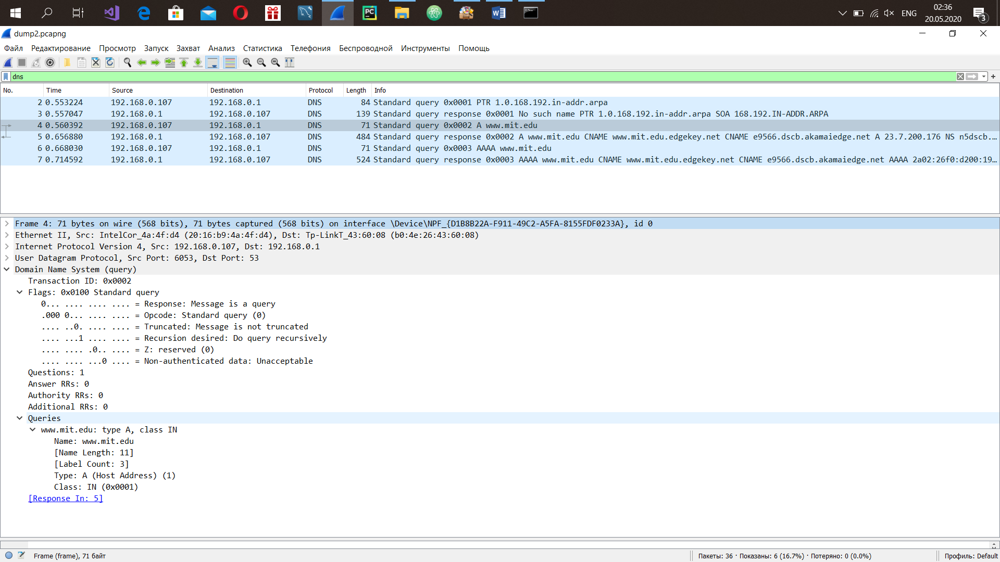 PC
ENG
02:36
20.05.2020
3
dump2.pcapng
Файл Редактирование Просмотр Запуск Захват Анализ Статистика Телефония Беспроводной Инструменты Помощь
dns
No. Time Source Destination Protocol Length Info
2 0.553224 192.168.0.107 192.168.0.1 DNS 84 Standard query 0x0001 PTR 1.0.168.192.in-addr.arpa
3 0.557047 192.168.0.1 192.168.0.107 DNS 139 Standard query response 0x0001 No such name PTR 1.0.168.192.in-addr.arpa SOA 168.192.IN-ADDR.ARPA
4 0.560392 192.168.0.107 192.168.0.1 DNS 71 Standard query 0x0002 A www.mit.edu
5 0.656880 192.168.0.1 192.168.0.107 DNS 484 Standard query response 0x0002 A www.mit.edu CNAME www.mit.edu.edgekey.net CNAME e9566.dscb.akamaiedge.net A 23.7.200.176 NS n5dscb.…
6 0.668030 192.168.0.107 192.168.0.1 DNS 71 Standard query 0x0003 AAAA www.mit.edu
7 0.714592 192.168.0.1 192.168.0.107 DNS 524 Standard query response 0x0003 AAAA www.mit.edu CNAME www.mit.edu.edgekey.net CNAME e9566.dscb.akamaiedge.net AAAA 2a02:26f0:d200:19…
Frame 4: 71 bytes on wire (568 bits), 71 bytes captured (568 bits) on interface \Device\NPF_{D1B8B22A-F911-49C2-A5FA-8155FDF0233A}, id 0
Ethernet II, Src: IntelCor_4a:4f:d4 (20:16:b9:4a:4f:d4), Dst: Tp-LinkT_43:60:08 (b0:4e:26:43:60:08)
Internet Protocol Version 4, Src: 192.168.0.107, Dst: 192.168.0.1
User Datagram Protocol, Src Port: 6053, Dst Port: 53
Domain Name System (query)
Transaction ID: 0x0002
Flags: 0x0100 Standard query
0... .... .... .... = Response: Message is a query
.000 0... .... .... = Opcode: Standard query (0)
.... ..0. .... .... = Truncated: Message is not truncated
.... ...1 .... .... = Recursion desired: Do query recursively
.... .... .0.. .... = Z: reserved (0)
.... .... ...0 .... = Non-authenticated data: Unacceptable
Questions: 1
Answer RRs: 0
Authority RRs: 0
Additional RRs: 0
Queries
www.mit.edu: type A, class IN
Name: www.mit.edu
[Name Length: 11]
[Label Count: 3]
Type: A (Host Address) (1)
Class: IN (0x0001)
[Response In: 5]
Frame (frame), 71 байт
Пакеты: 36 · Показаны: 6 (16.7%) · Потеряно: 0 (0.0%)
Профиль: Default